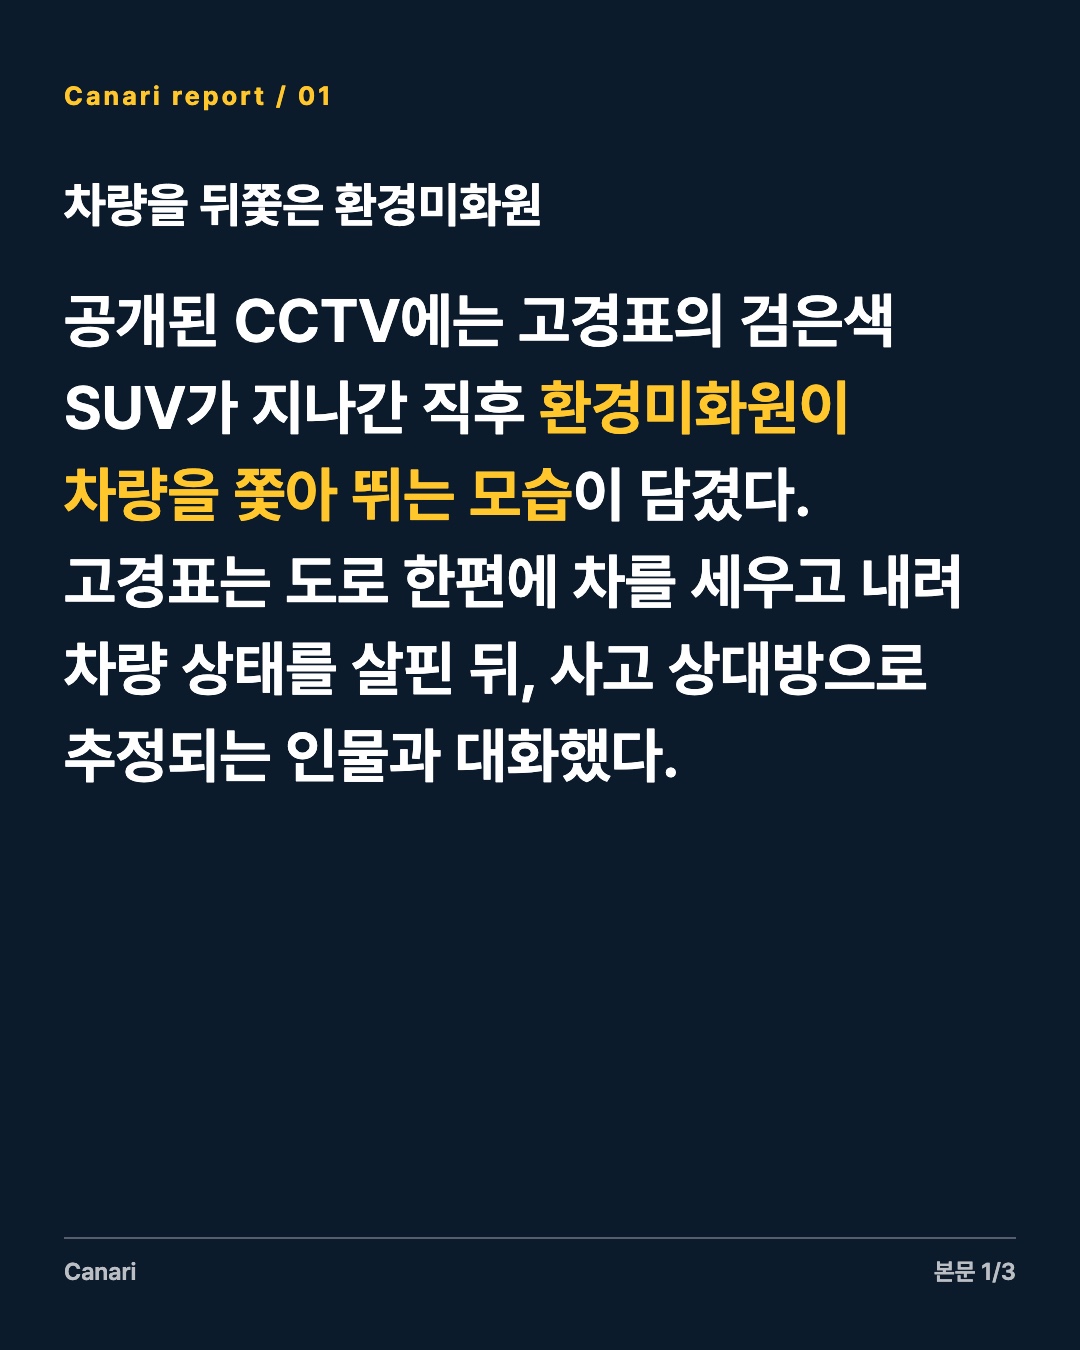 Canari report / 01
차량을 뒤쫓은 환경미화원
공개된 CCTV에는 고경표의 검은색
SUV가 지나간 직후 환경미화원이
차량을 쫓아 뛰는 모습이 담겼다.
고경표는 도로 한편에 차를 세우고 내려
차량 상태를 살핀 뒤, 사고 상대방으로
추정되는 인물과 대화했다.
Canari
본문 1/3